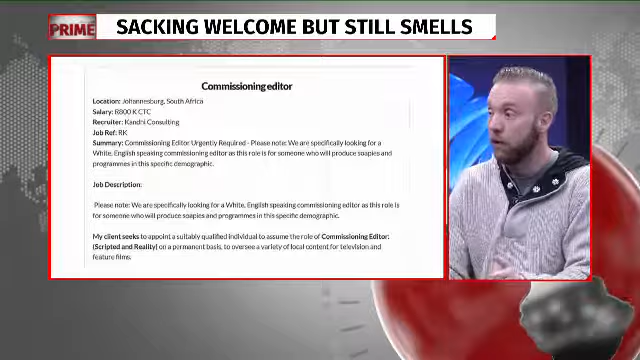 PRIME
SACKING WELCOME BUT STILL SMELLS
Commissioning editor
Location: Johannesburg, South Africa
Salary: R800 K CTC
Recruiter: Kandhi Consulting
Job Ref: RK
Summary: Commissioning Editor Urgently Required - Please note: We are specifically looking for a
White, English speaking commissioning editor as this role is for someone who will produce soapies and
programmes in this specific demographic.
Job Description:
Please note: We are specifically looking for a White, English speaking commissioning editor as this role is
for someone who will produce soapies and programmes in this specific demographic.
My client seeks to appoint a suitably qualified individual to assume the role of Commissioning Editor:
(Scripted and Reality) on a permanent basis, to oversee a variety of local content for television and
feature films.